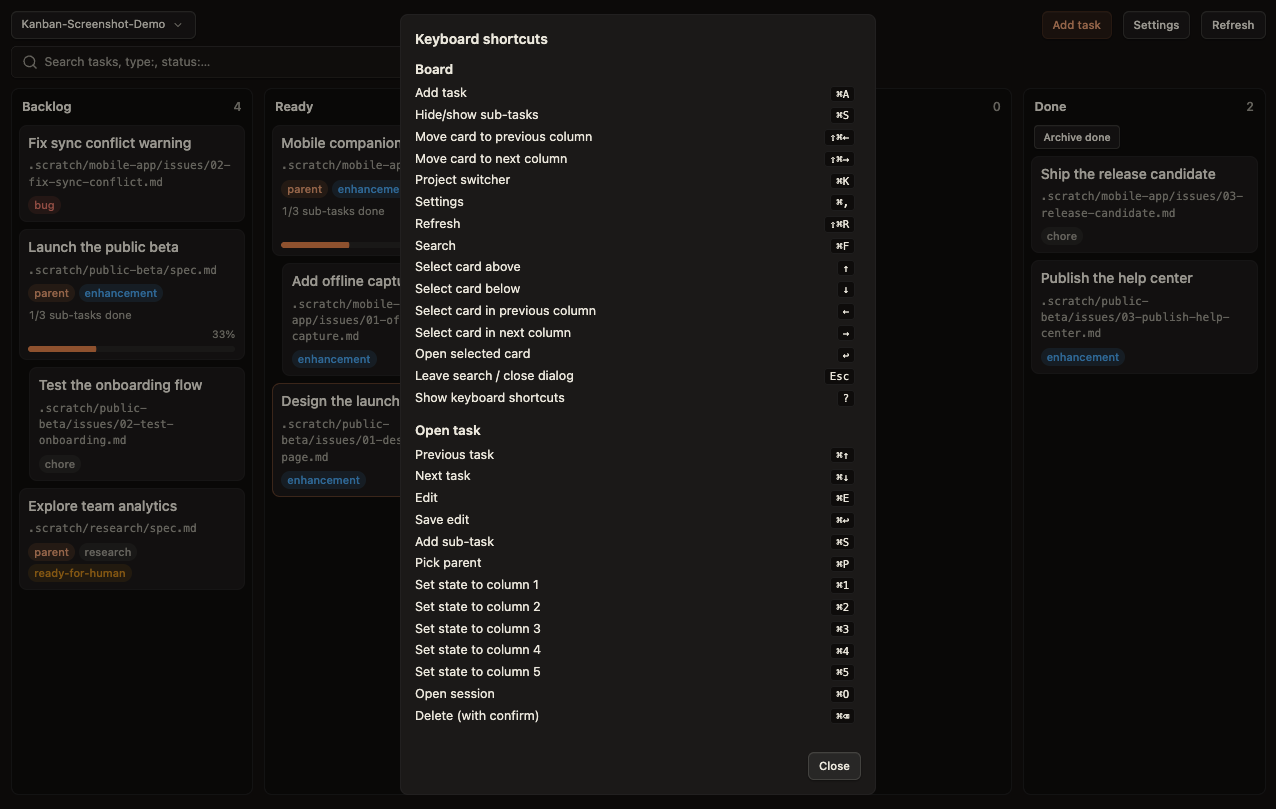 Kanban-Screenshot-Demo
Add task
Settings
Refresh
Search tasks, type:, status:...
Backlog 4
Fix sync conflict warning
.scratch/mobile-app/issues/02-
fix-sync-conflict.md
bug
Launch the public beta
.scratch/public-beta/spec.md
parent enhancement
1/3 sub-tasks done
33%
Test the onboarding flow
.scratch/public-
beta/issues/02-test-
onboarding.md
chore
Explore team analytics
.scratch/research/spec.md
parent research
ready-for-human
Ready
Mobile companion
.scratch/mobile-ap
parent enhanceme
1/3 sub-tasks done
Add offline captu
.scratch/mobile-
app/issues/01-of
capture.md
enhancement
Design the launch
.scratch/public-
beta/issues/01-des
page.md
enhancement
Keyboard shortcuts
Board
Add task ⌘A
Hide/show sub-tasks ⌘S
Move card to previous column ⇧⌘←
Move card to next column ⇧⌘→
Project switcher ⌘K
Settings ⌘,
Refresh ⇧⌘R
Search ⌘F
Select card above ↑
Select card below ↓
Select card in previous column ←
Select card in next column →
Open selected card ↩
Leave search / close dialog Esc
Show keyboard shortcuts ?
Open task
Previous task ⌘↑
Next task ⌘↓
Edit ⌘E
Save edit ⌘↩
Add sub-task ⌘S
Pick parent ⌘P
Set state to column 1 ⌘1
Set state to column 2 ⌘2
Set state to column 3 ⌘3
Set state to column 4 ⌘4
Set state to column 5 ⌘5
Open session ⌘O
Delete (with confirm) ⌘⌫
Close
0
Done 2
Archive done
Ship the release candidate
.scratch/mobile-app/issues/03-
release-candidate.md
chore
Publish the help center
.scratch/public-
beta/issues/03-publish-help-
center.md
enhancement